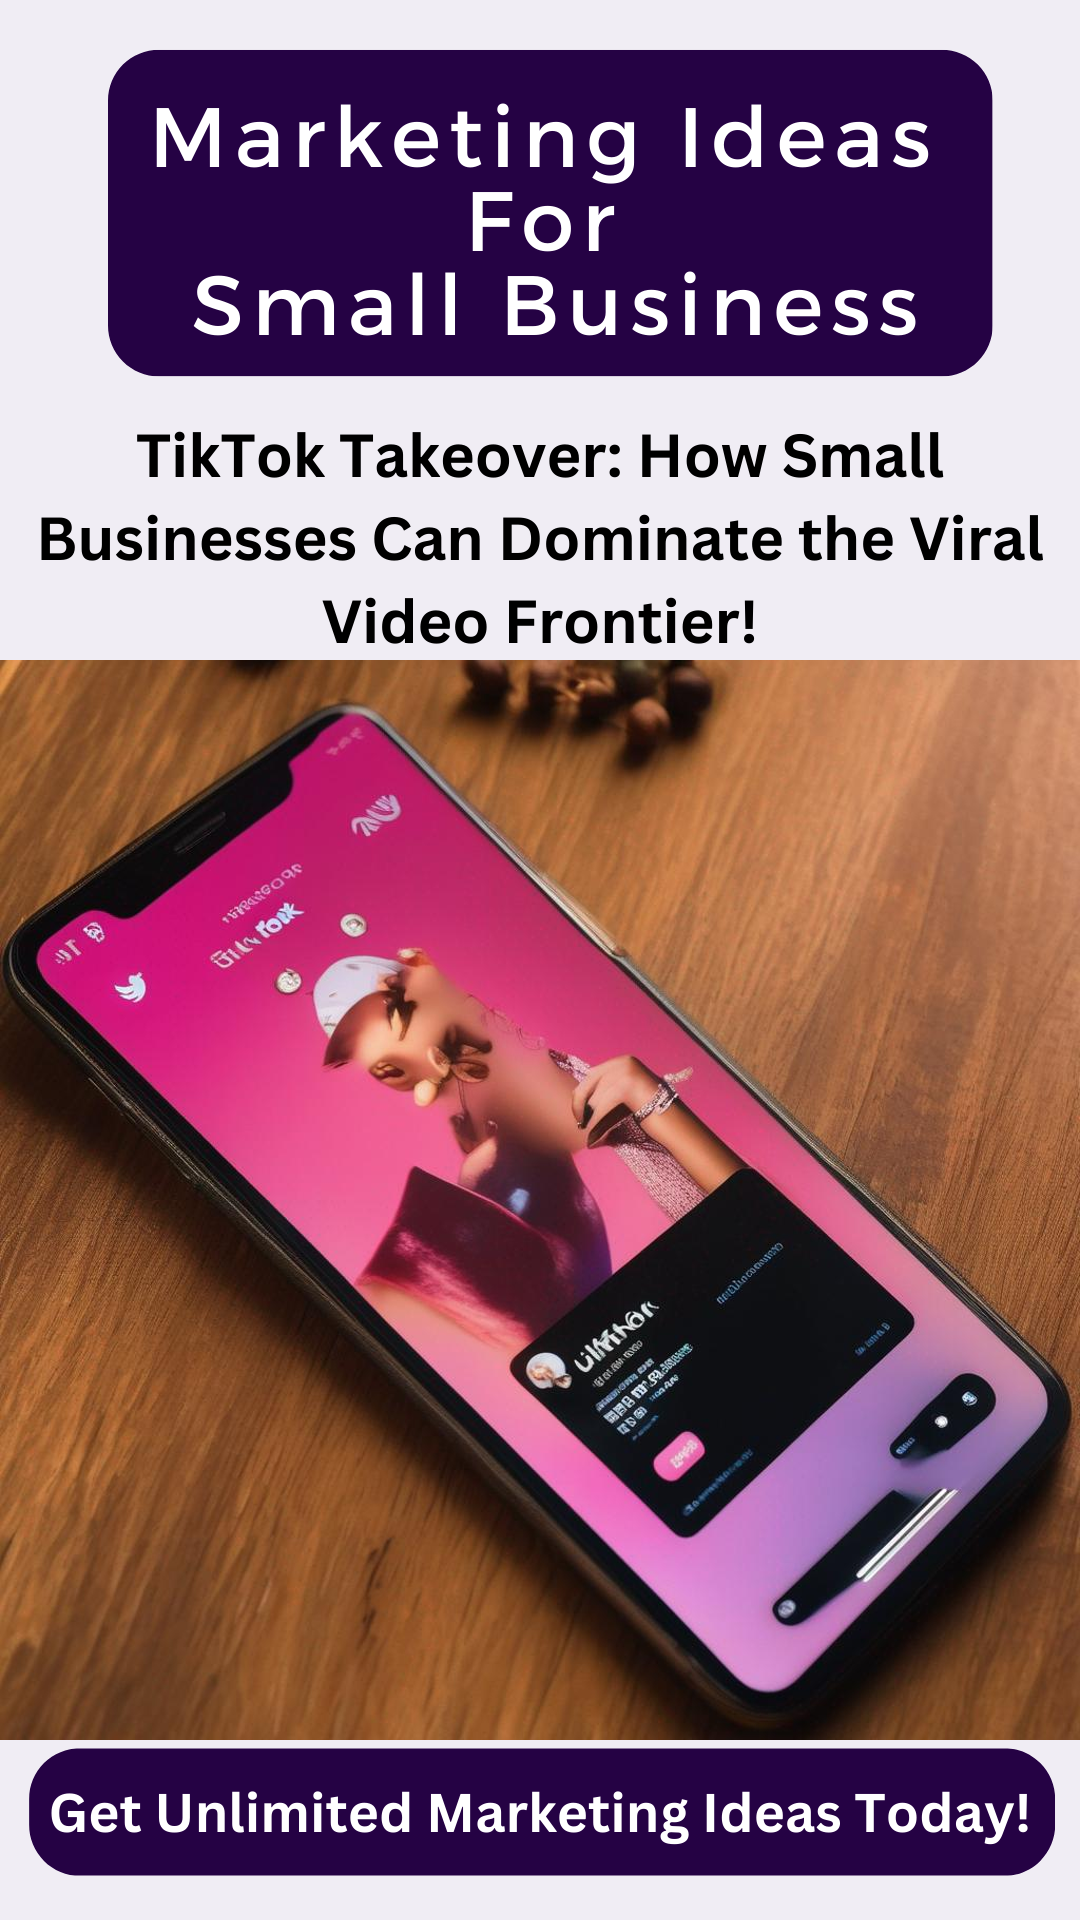 Marketing Ideas
For
Small Business
TikTok Takeover: How Small
Businesses Can Dominate the Viral
Video Frontier!
Get Unlimited Marketing Ideas Today!